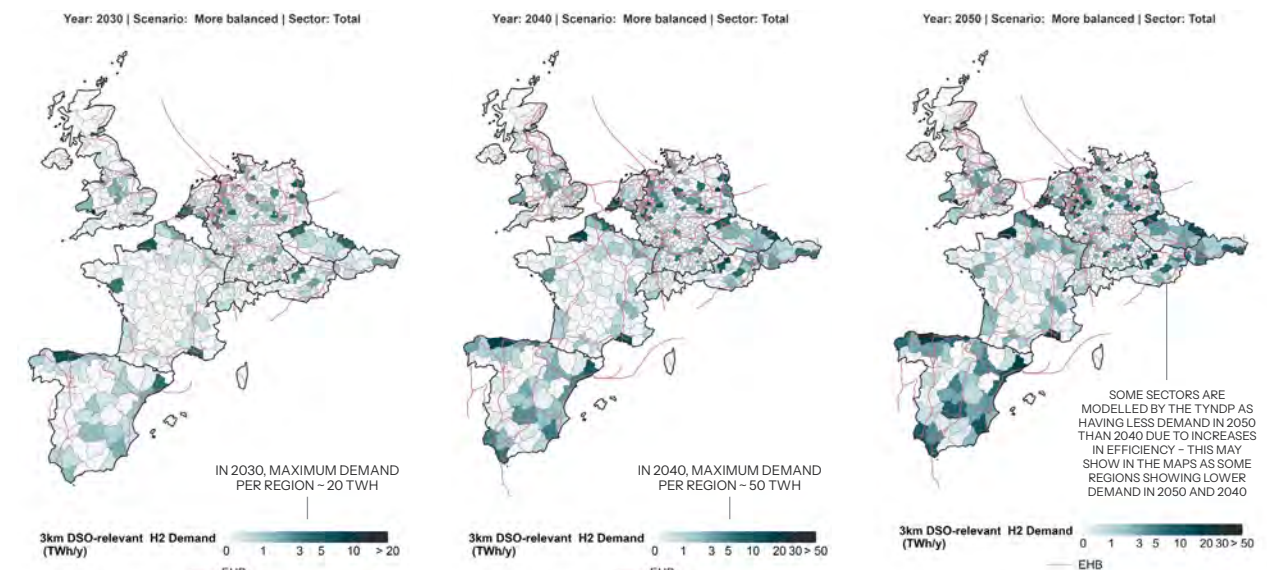 Year: 2030 | Scenario: More balanced | Sector: Total
Year: 2040 | Scenario: More balanced | Sector: Total
Year: 2050 | Scenario: More balanced | Sector: Total
IN 2030, MAXIMUM DEMAND
PER REGION ~ 20 TWH
IN 2040, MAXIMUM DEMAND
PER REGION ~ 50 TWH
SOME SECTORS ARE
MODELLED BY THE TYNDP AS
HAVING LESS DEMAND IN 2050
THAN 2040 DUE TO INCREASES
IN EFFICIENCY – THIS MAY
SHOW IN THE MAPS AS SOME
REGIONS SHOWING LOWER
DEMAND IN 2050 AND 2040
3km DSO-relevant H2 Demand
(TWh/y)
0 1 3 5 10 > 20
EHB
3km DSO-relevant H2 Demand
(TWh/y)
0 1 3 5 10 20 30 > 50
EHB
3km DSO-relevant H2 Demand
(TWh/y)
0 1 3 5 10 20 30 > 50
EHB